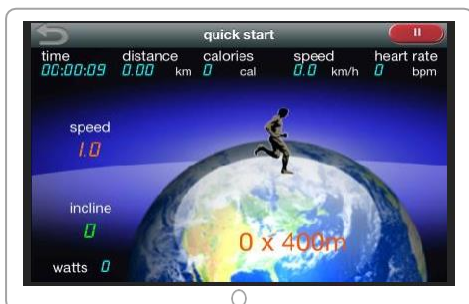 quick start
time distance calories speed heart rate
00:00:09 0.00 km 0 cal 0.0 km/h 0 bpm
speed
1.0
incline
0
0 x 400m
watts 0